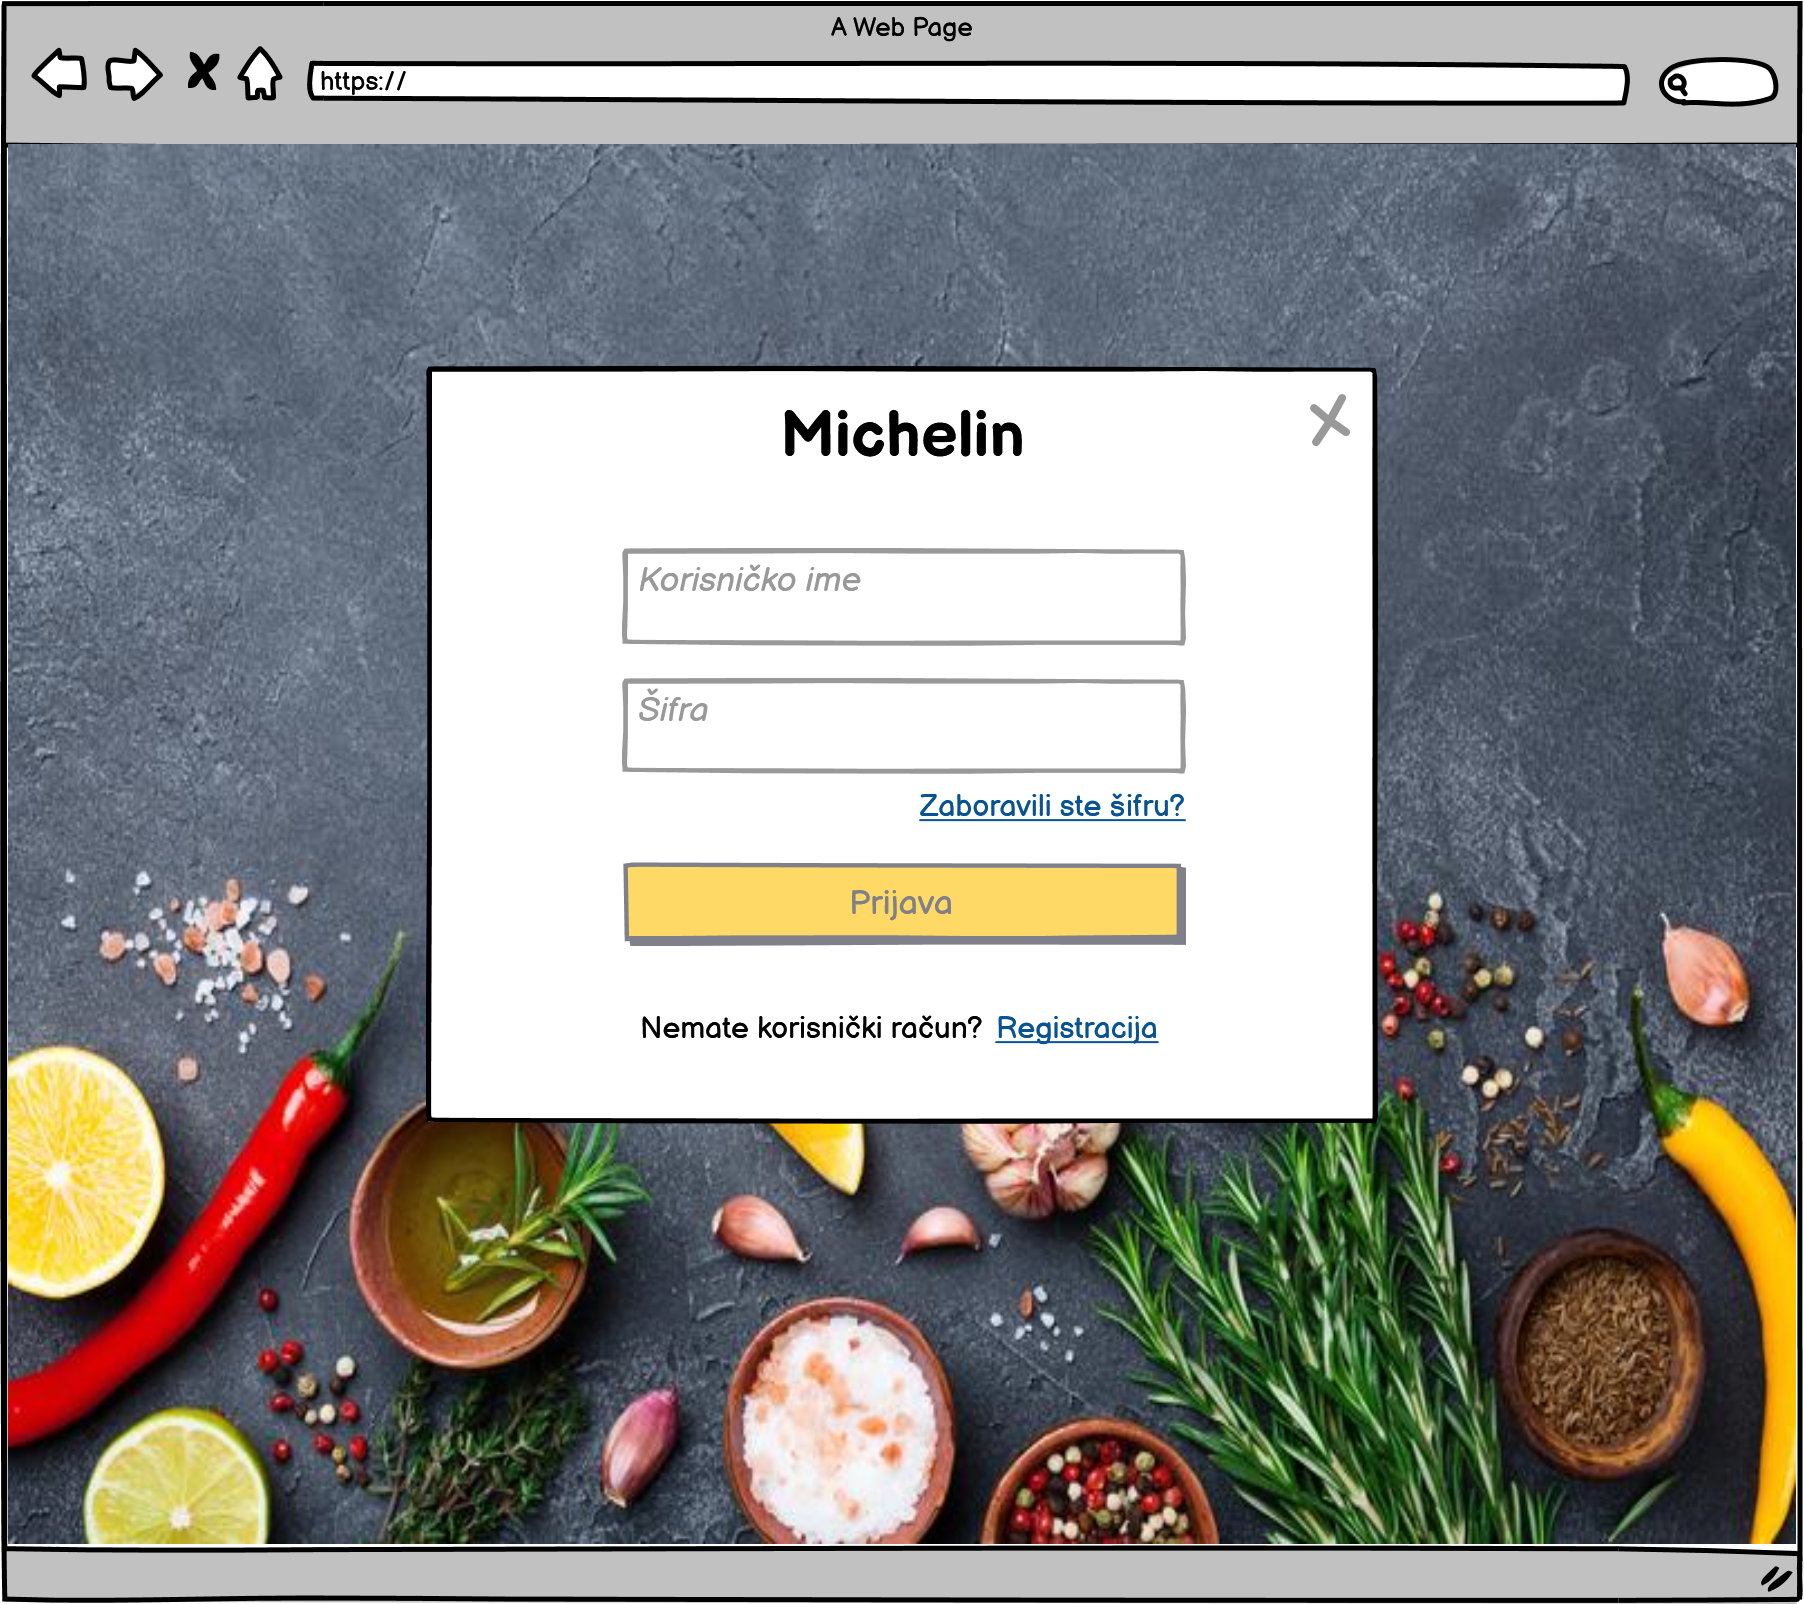 A Web Page
https://
Michelin
Korisničko ime
Šifra
Zaboravili ste šifru?
Prijava
Nemate korisnički račun? Registracija